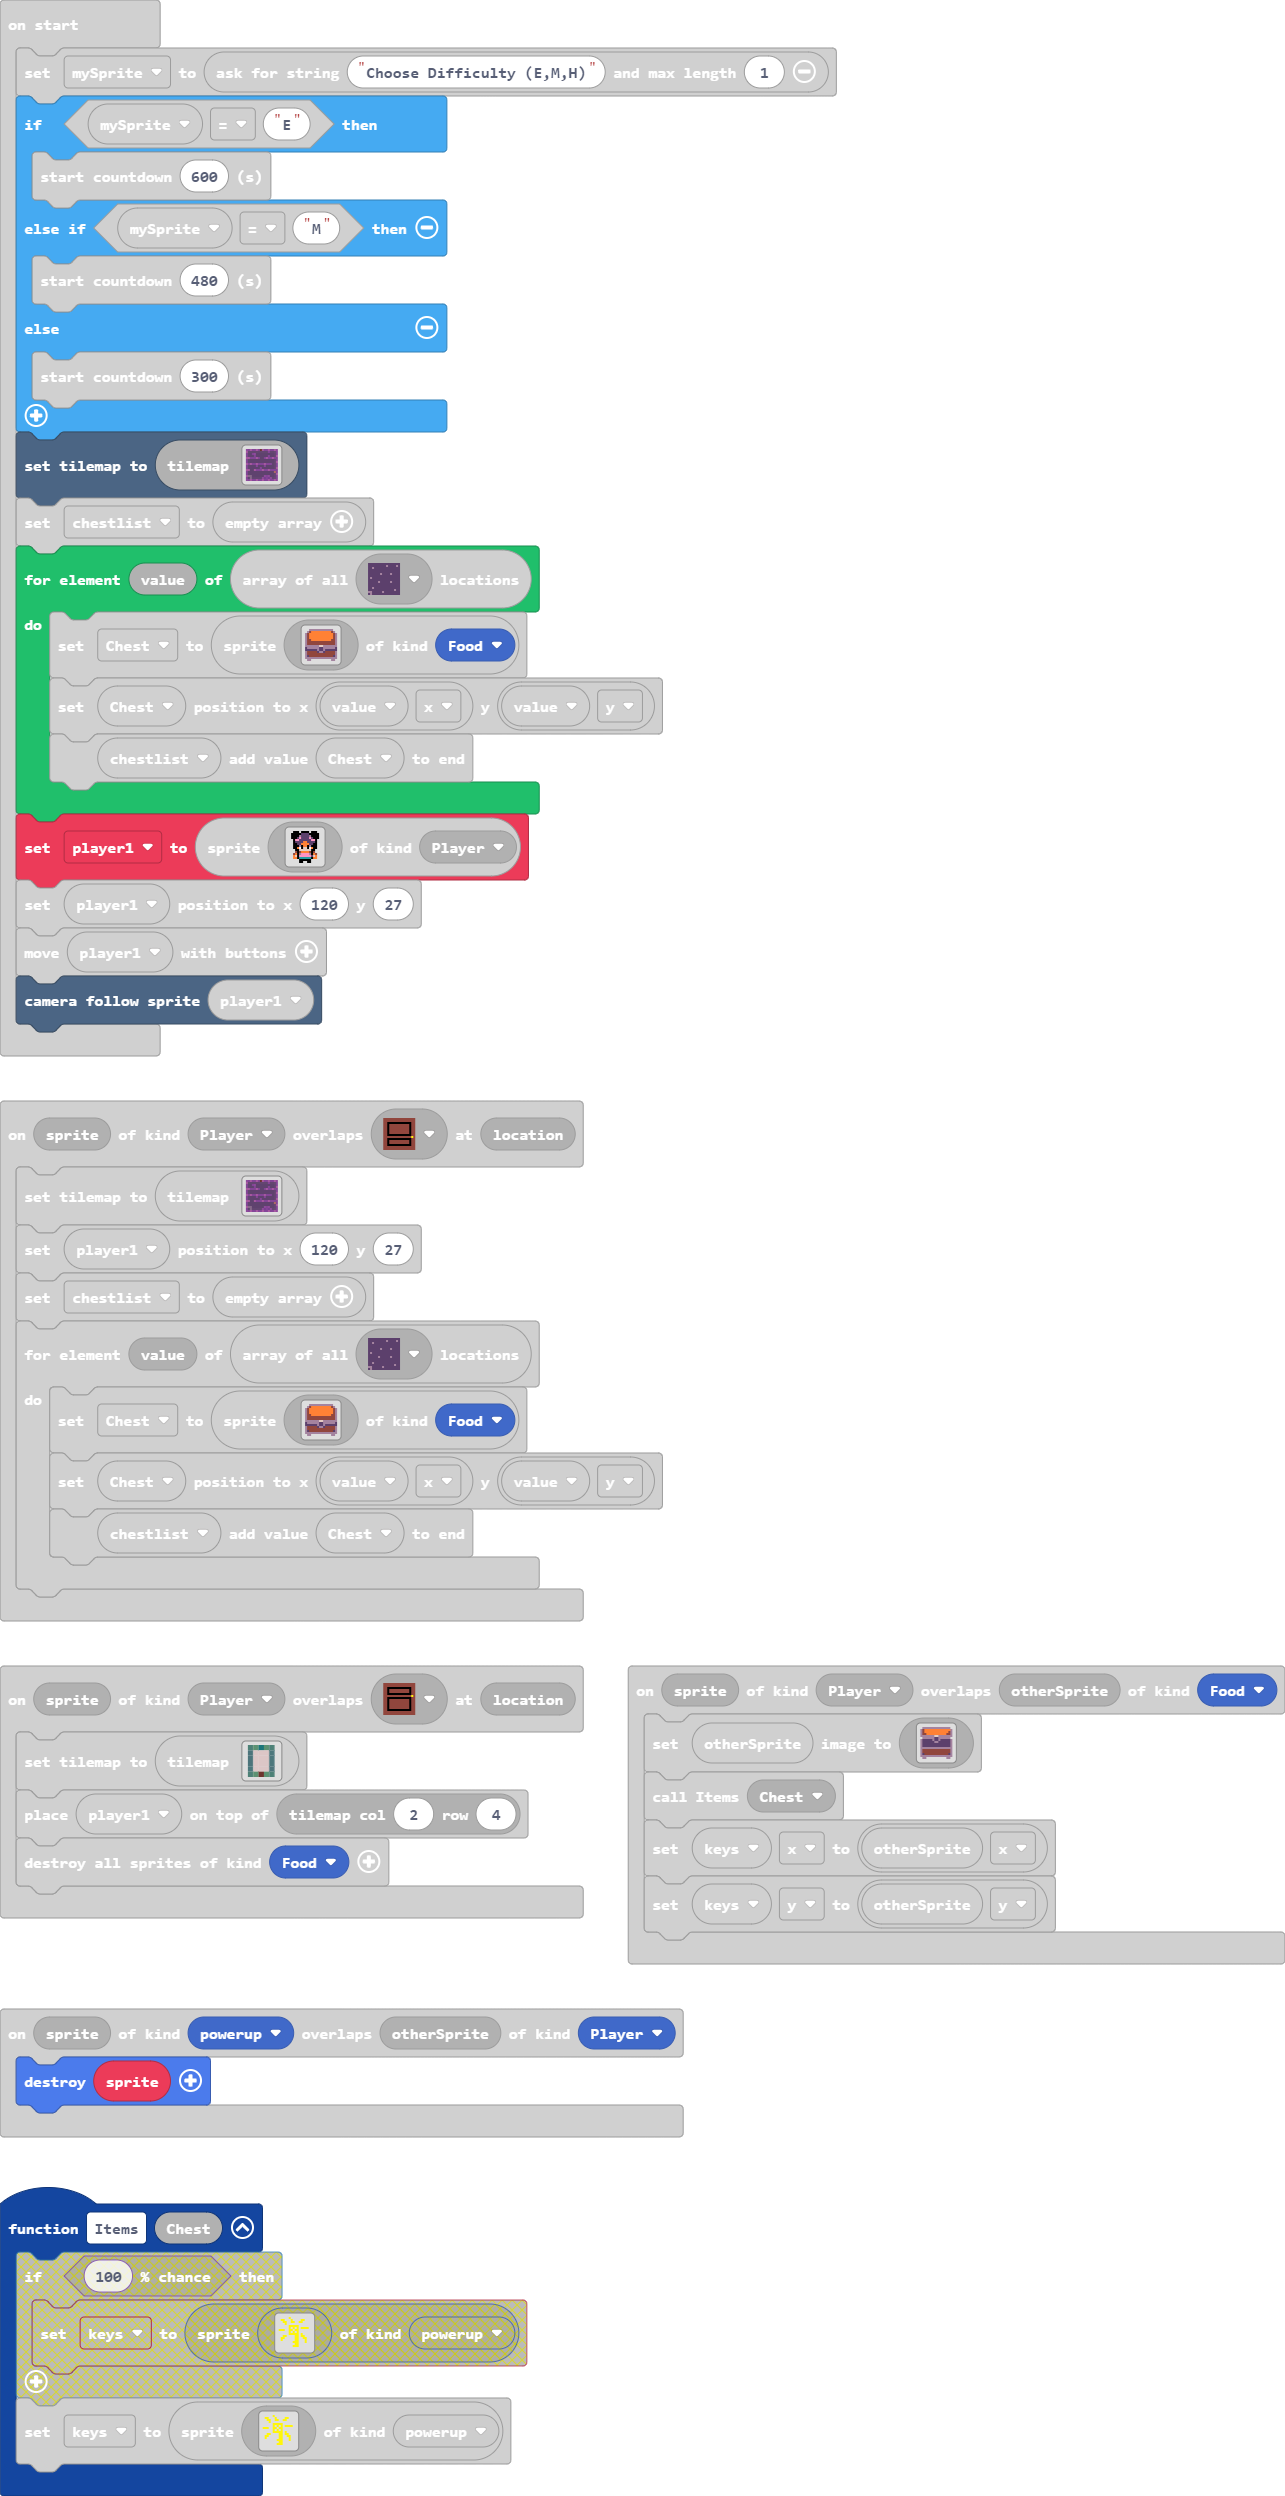 on start
set mySprite to ask for string "Choose Difficulty (E,M,H)" and max length 1
if mySprite = "E" then
start countdown 600 (s)
else if mySprite = "M" then
start countdown 480 (s)
else
start countdown 300 (s)
set tilemap to tilemap
set chestlist to empty array
for element value of array of all locations
do
set Chest to sprite of kind Food
set Chest position to x value x y value y
chestlist add value Chest to end
set player1 to sprite of kind Player
set player1 position to x 120 y 27
move player1 with buttons
camera follow sprite player1
on sprite of kind Player overlaps at location
set tilemap to tilemap
set player1 position to x 120 y 27
set chestlist to empty array
for element value of array of all locations
do
set Chest to sprite of kind Food
set Chest position to x value x y value y
chestlist add value Chest to end
on sprite of kind Player overlaps at location
set tilemap to tilemap
place player1 on top of tilemap col 2 row 4
destroy all sprites of kind Food
on sprite of kind Player overlaps otherSprite of kind Food
set otherSprite image to
call Items Chest
set keys x to otherSprite x
set keys y to otherSprite y
on sprite of kind powerup overlaps otherSprite of kind Player
destroy sprite
function Items Chest
if 100 % chance then
set keys to sprite of kind powerup
set keys to sprite of kind powerup